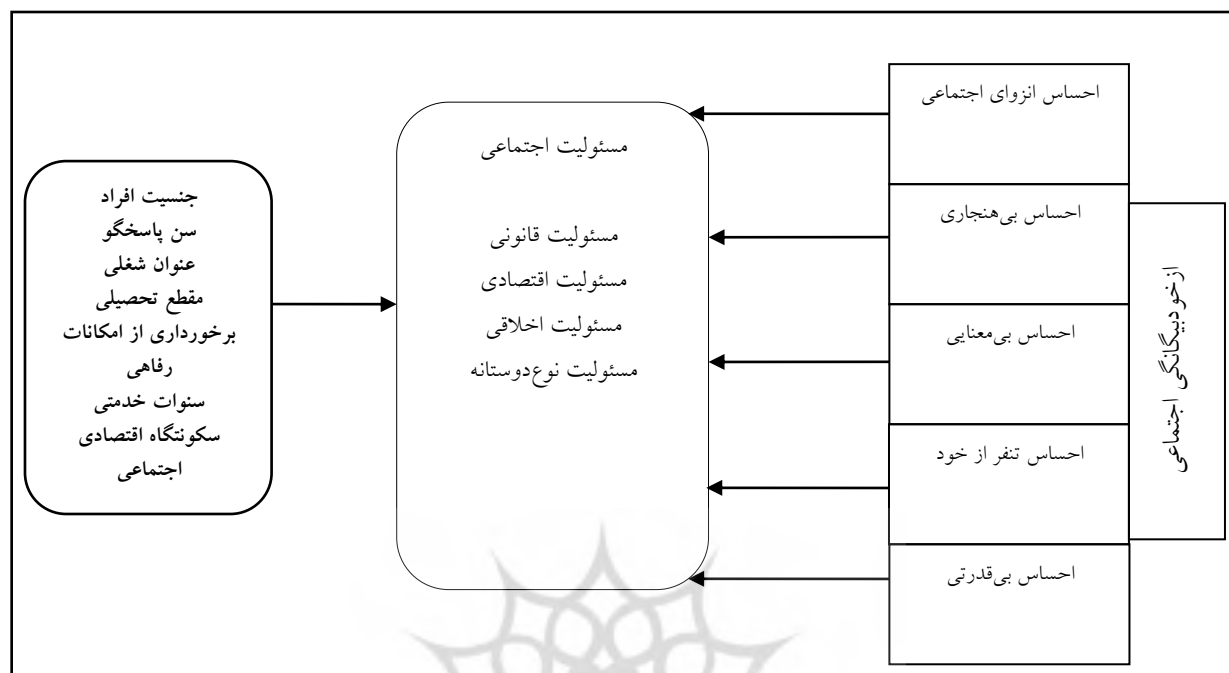 ازخودبیگانگی اجتماعی
احساس انزوای اجتماعی
احساس بی‌هنجاری
احساس بی‌معنایی
احساس تنفر از خود
احساس بی‌قدرتی
مسئولیت اجتماعی
مسئولیت قانونی
مسئولیت اقتصادی
مسئولیت اخلاقی
مسئولیت نوع‌دوستانه
جنسیت افراد
سن پاسخگو
عنوان شغلی
مقطع تحصیلی
برخورداری از امکانات
رفاهی
سنوات خدمتی
سکونتگاه اقتصادی
اجتماعی